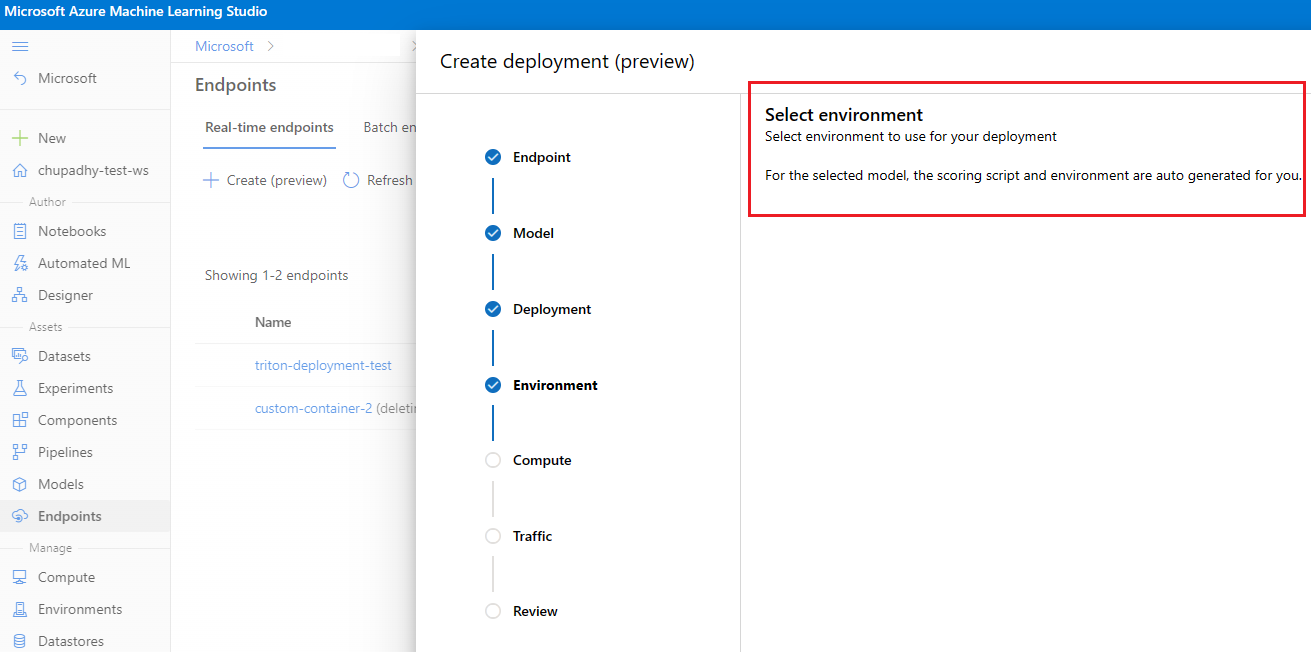 Microsoft Azure Machine Learning Studio
Microsoft
New
chupadhy-test-ws
Author
Notebooks
Automated ML
Designer
Assets
Datasets
Experiments
Components
Pipelines
Models
Endpoints
Manage
Compute
Environments
Datastores
Microsoft
Endpoints
Real-time endpoints
Batch en
Create (preview)
Refresh
Showing 1-2 endpoints
Name
triton-deployment-test
custom-container-2 (deletin
Create deployment (preview)
Endpoint
Model
Deployment
Environment
Compute
Traffic
Review
Select environment
Select environment to use for your deployment
For the selected model, the scoring script and environment are auto generated for you.